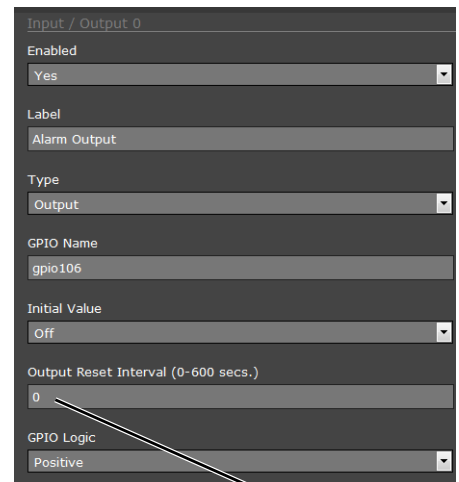 Input / Output 0
Enabled
Yes
Label
Alarm Output
Type
Output
GPIO Name
gpio106
Initial Value
Off
Output Reset Interval (0-600 secs.)
0
GPIO Logic
Positive